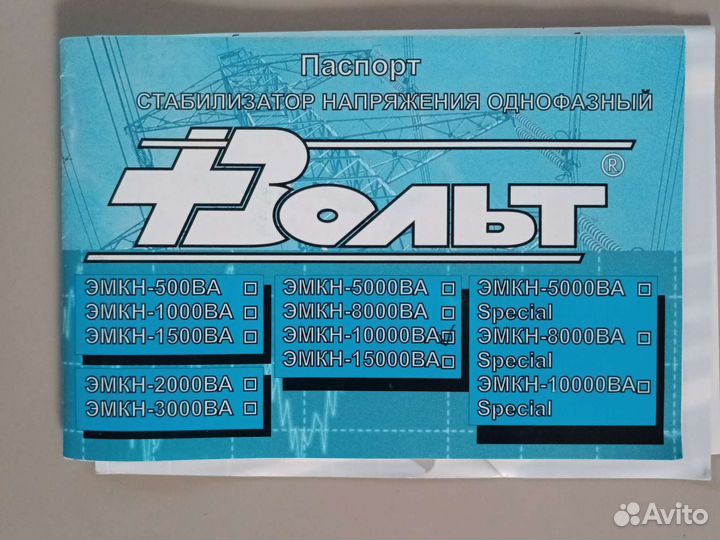 Паспорт
СТАБИЛИЗАТОР НАПРЯЖЕНИЯ ОДНОФАЗНЫЙ
Вольт
®
ЭМКН-500ВА
ЭМКН-1000ВА
ЭМКН-1500ВА
ЭМКН-2000ВА
ЭМКН-3000ВА
ЭМКН-5000ВА
ЭМКН-8000ВА
ЭМКН-10000ВА
ЭМКН-15000ВА
ЭМКН-5000ВА
Special
ЭМКН-8000ВА
Special
ЭМКН-10000ВА
Special
Avito